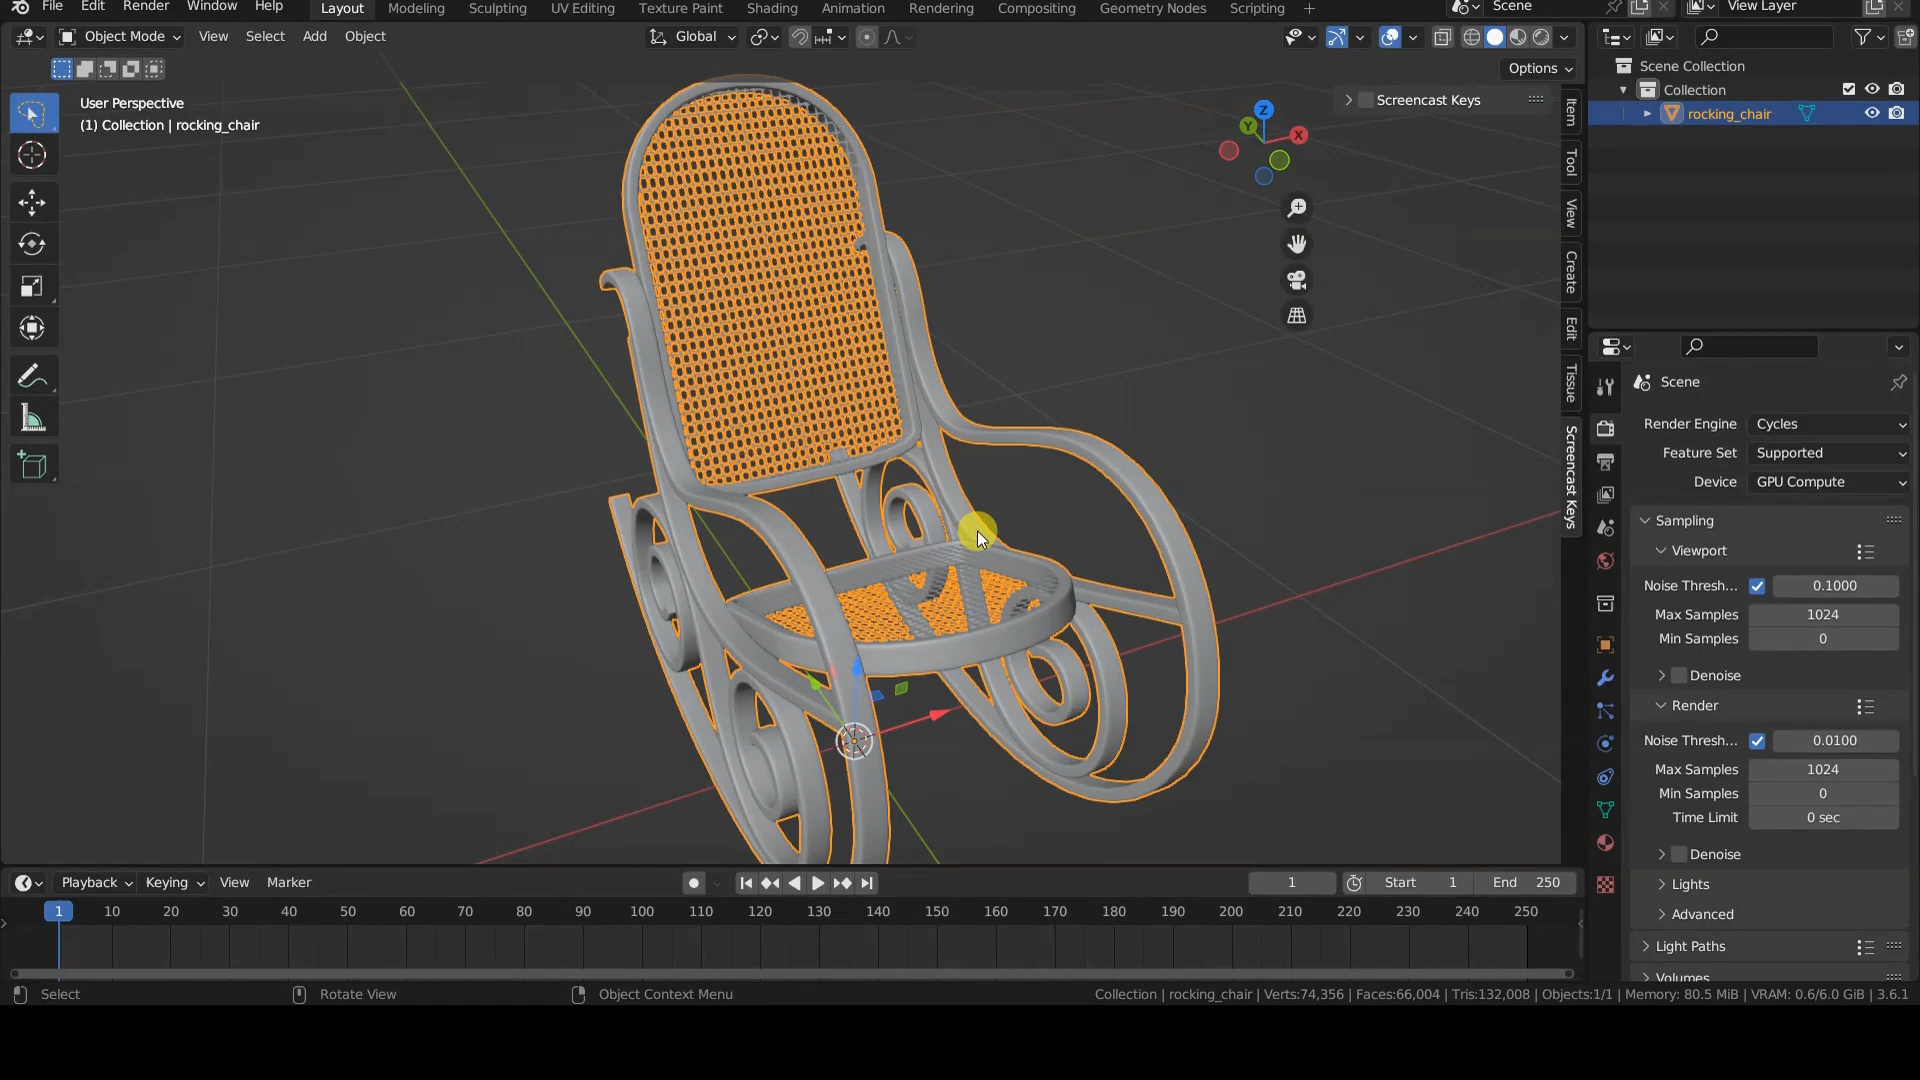 File Edit Render Window Help Layout Modeling Sculpting UV Editing Texture Paint Shading Animation Rendering Compositing Geometry Nodes Scripting + Scene View Layer
Object Mode View Select Add Object Global
Options
User Perspective
(1) Collection | rocking_chair
Screencast Keys
Z
Y
X
Item
Tool
View
Create
Edit
Tissue
Screencast Keys
Scene Collection
Collection
rocking_chair
Scene
Render Engine Cycles
Feature Set Supported
Device GPU Compute
Sampling
Viewport
Noise Thresh... 0.1000
Max Samples 1024
Min Samples 0
Denoise
Render
Noise Thresh... 0.0100
Max Samples 1024
Min Samples 0
Time Limit 0 sec
Denoise
Lights
Advanced
Light Paths
Volumes
Playback Keying View Marker 1 Start 1 End 250
1 10 20 30 40 50 60 70 80 90 100 110 120 130 140 150 160 170 180 190 200 210 220 230 240 250
Select Rotate View Object Context Menu Collection | rocking_chair | Verts:74,356 | Faces:66,004 | Tris:132,008 | Objects:1/1 | Memory: 80.5 MiB | VRAM: 0.6/6.0 GiB | 3.6.1